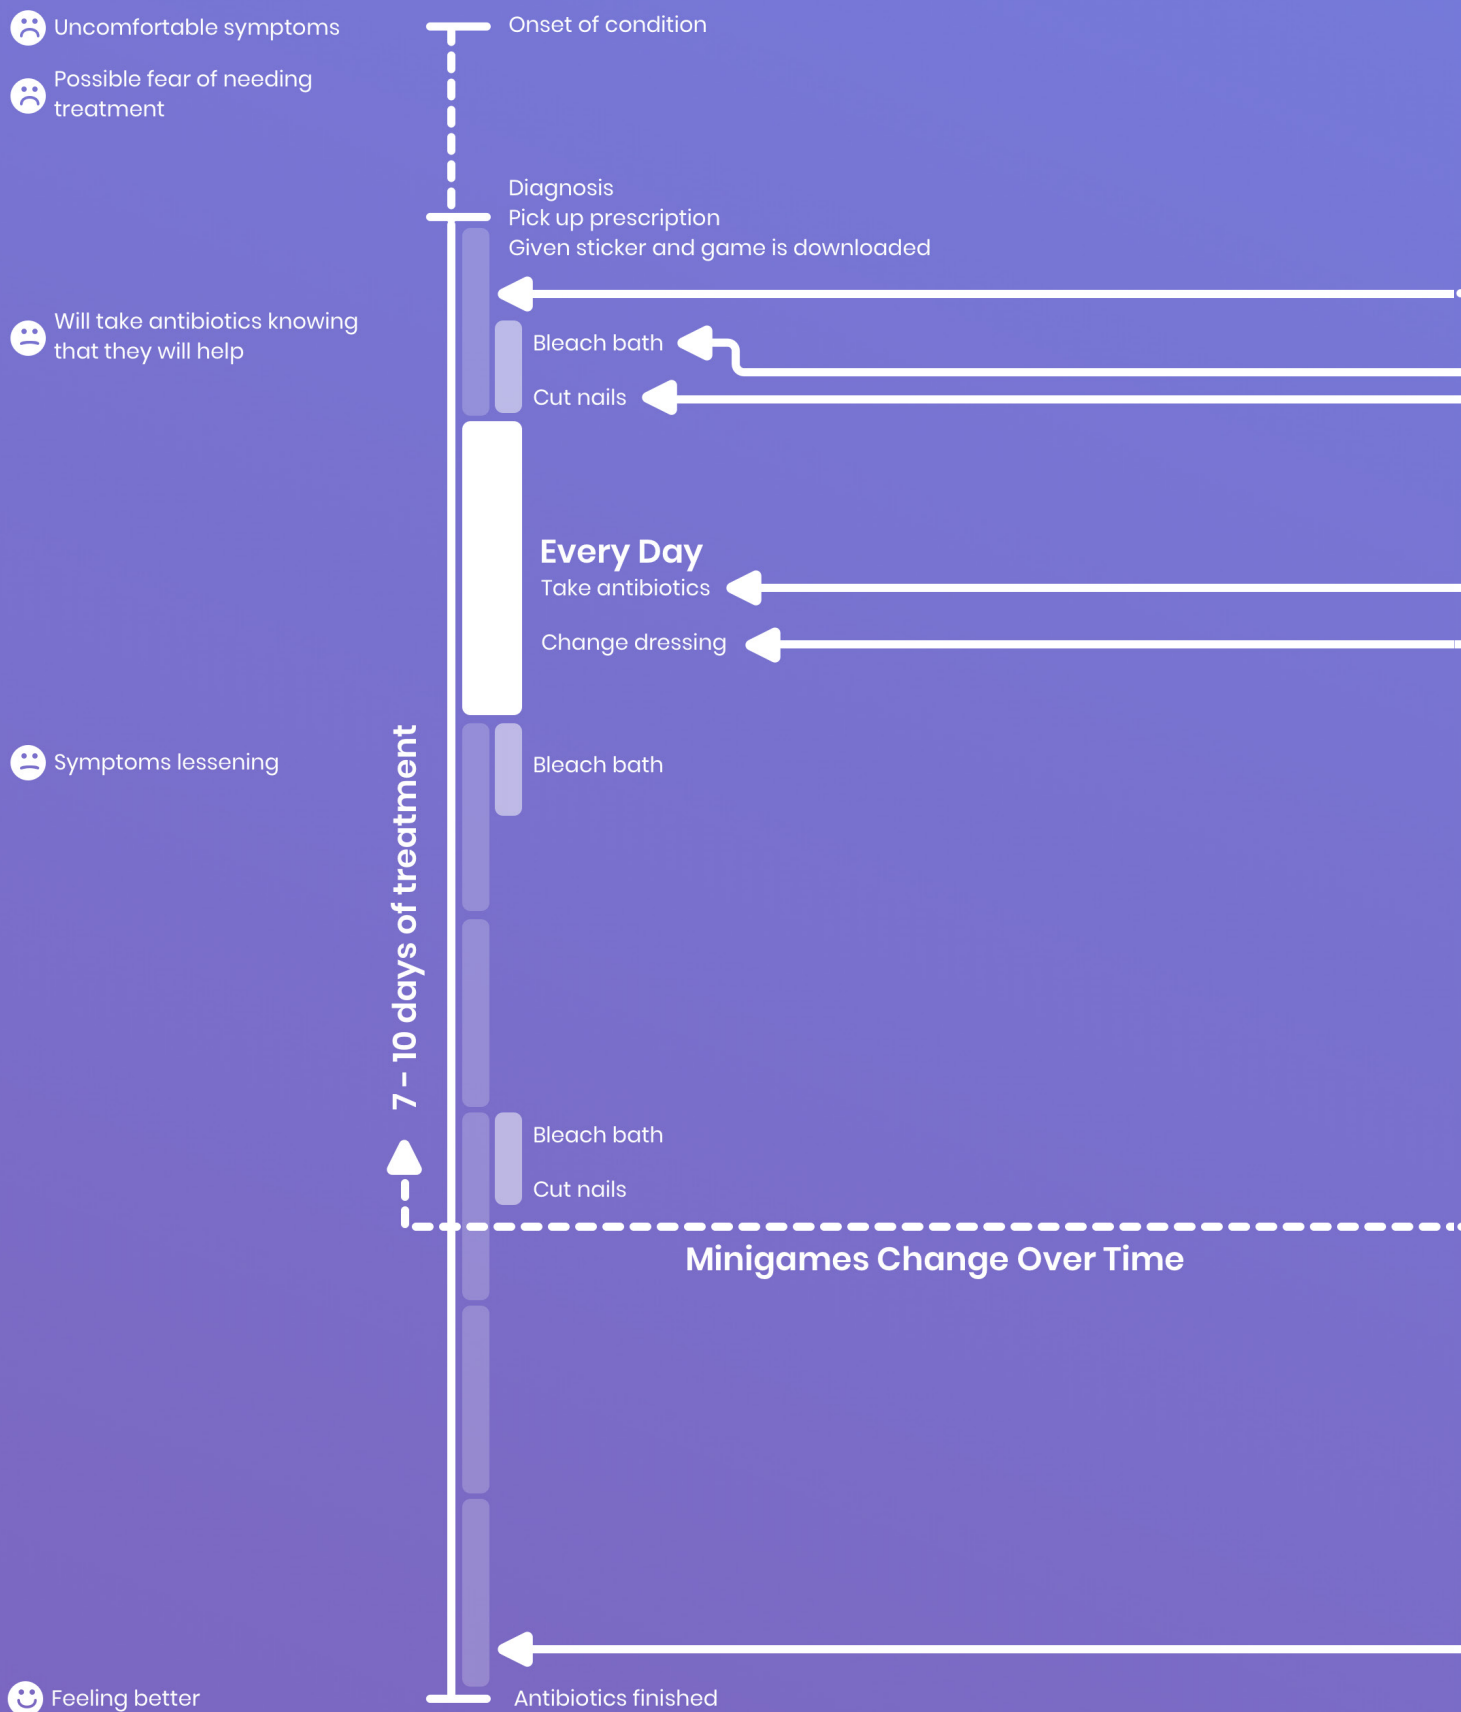 Uncomfortable symptoms
Onset of condition
Possible fear of needing
treatment
Diagnosis
Pick up prescription
Given sticker and game is downloaded
Will take antibiotics knowing
that they will help
Bleach bath
Cut nails
Every Day
Take antibiotics
Change dressing
7 - 10 days of treatment
Symptoms lessening
Bleach bath
Bleach bath
Cut nails
Minigames Change Over Time
Feeling better
Antibiotics finished